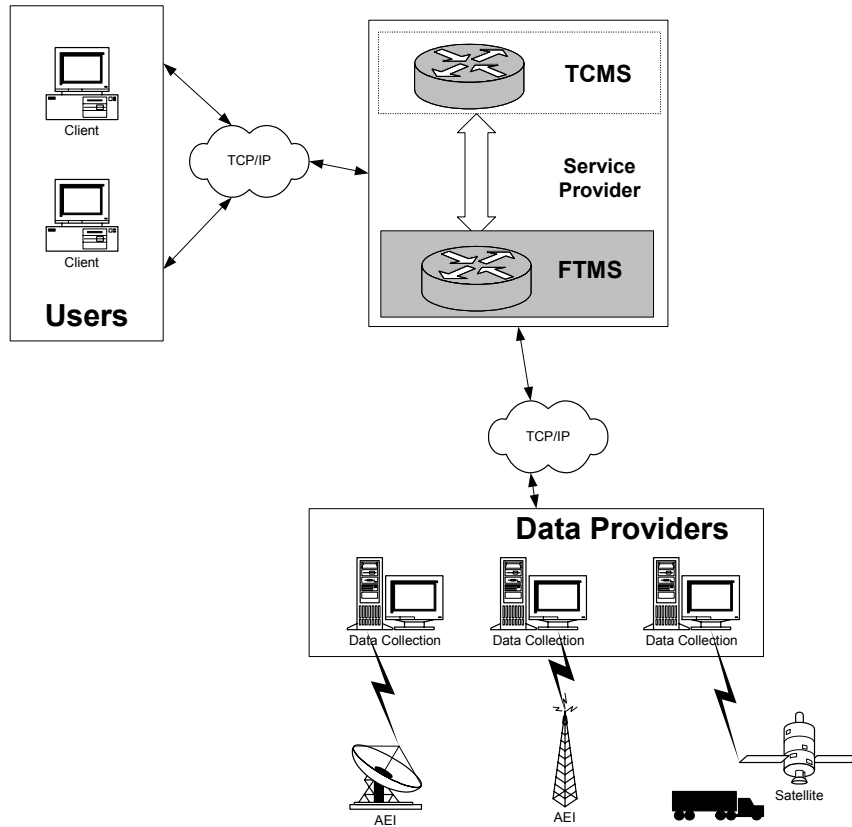 Client
Client
Users
TCP/IP
TCMS
Service
Provider
FTMS
TCP/IP
Data Providers
Data Collection
Data Collection
Data Collection
AEI
AEI
Satellite